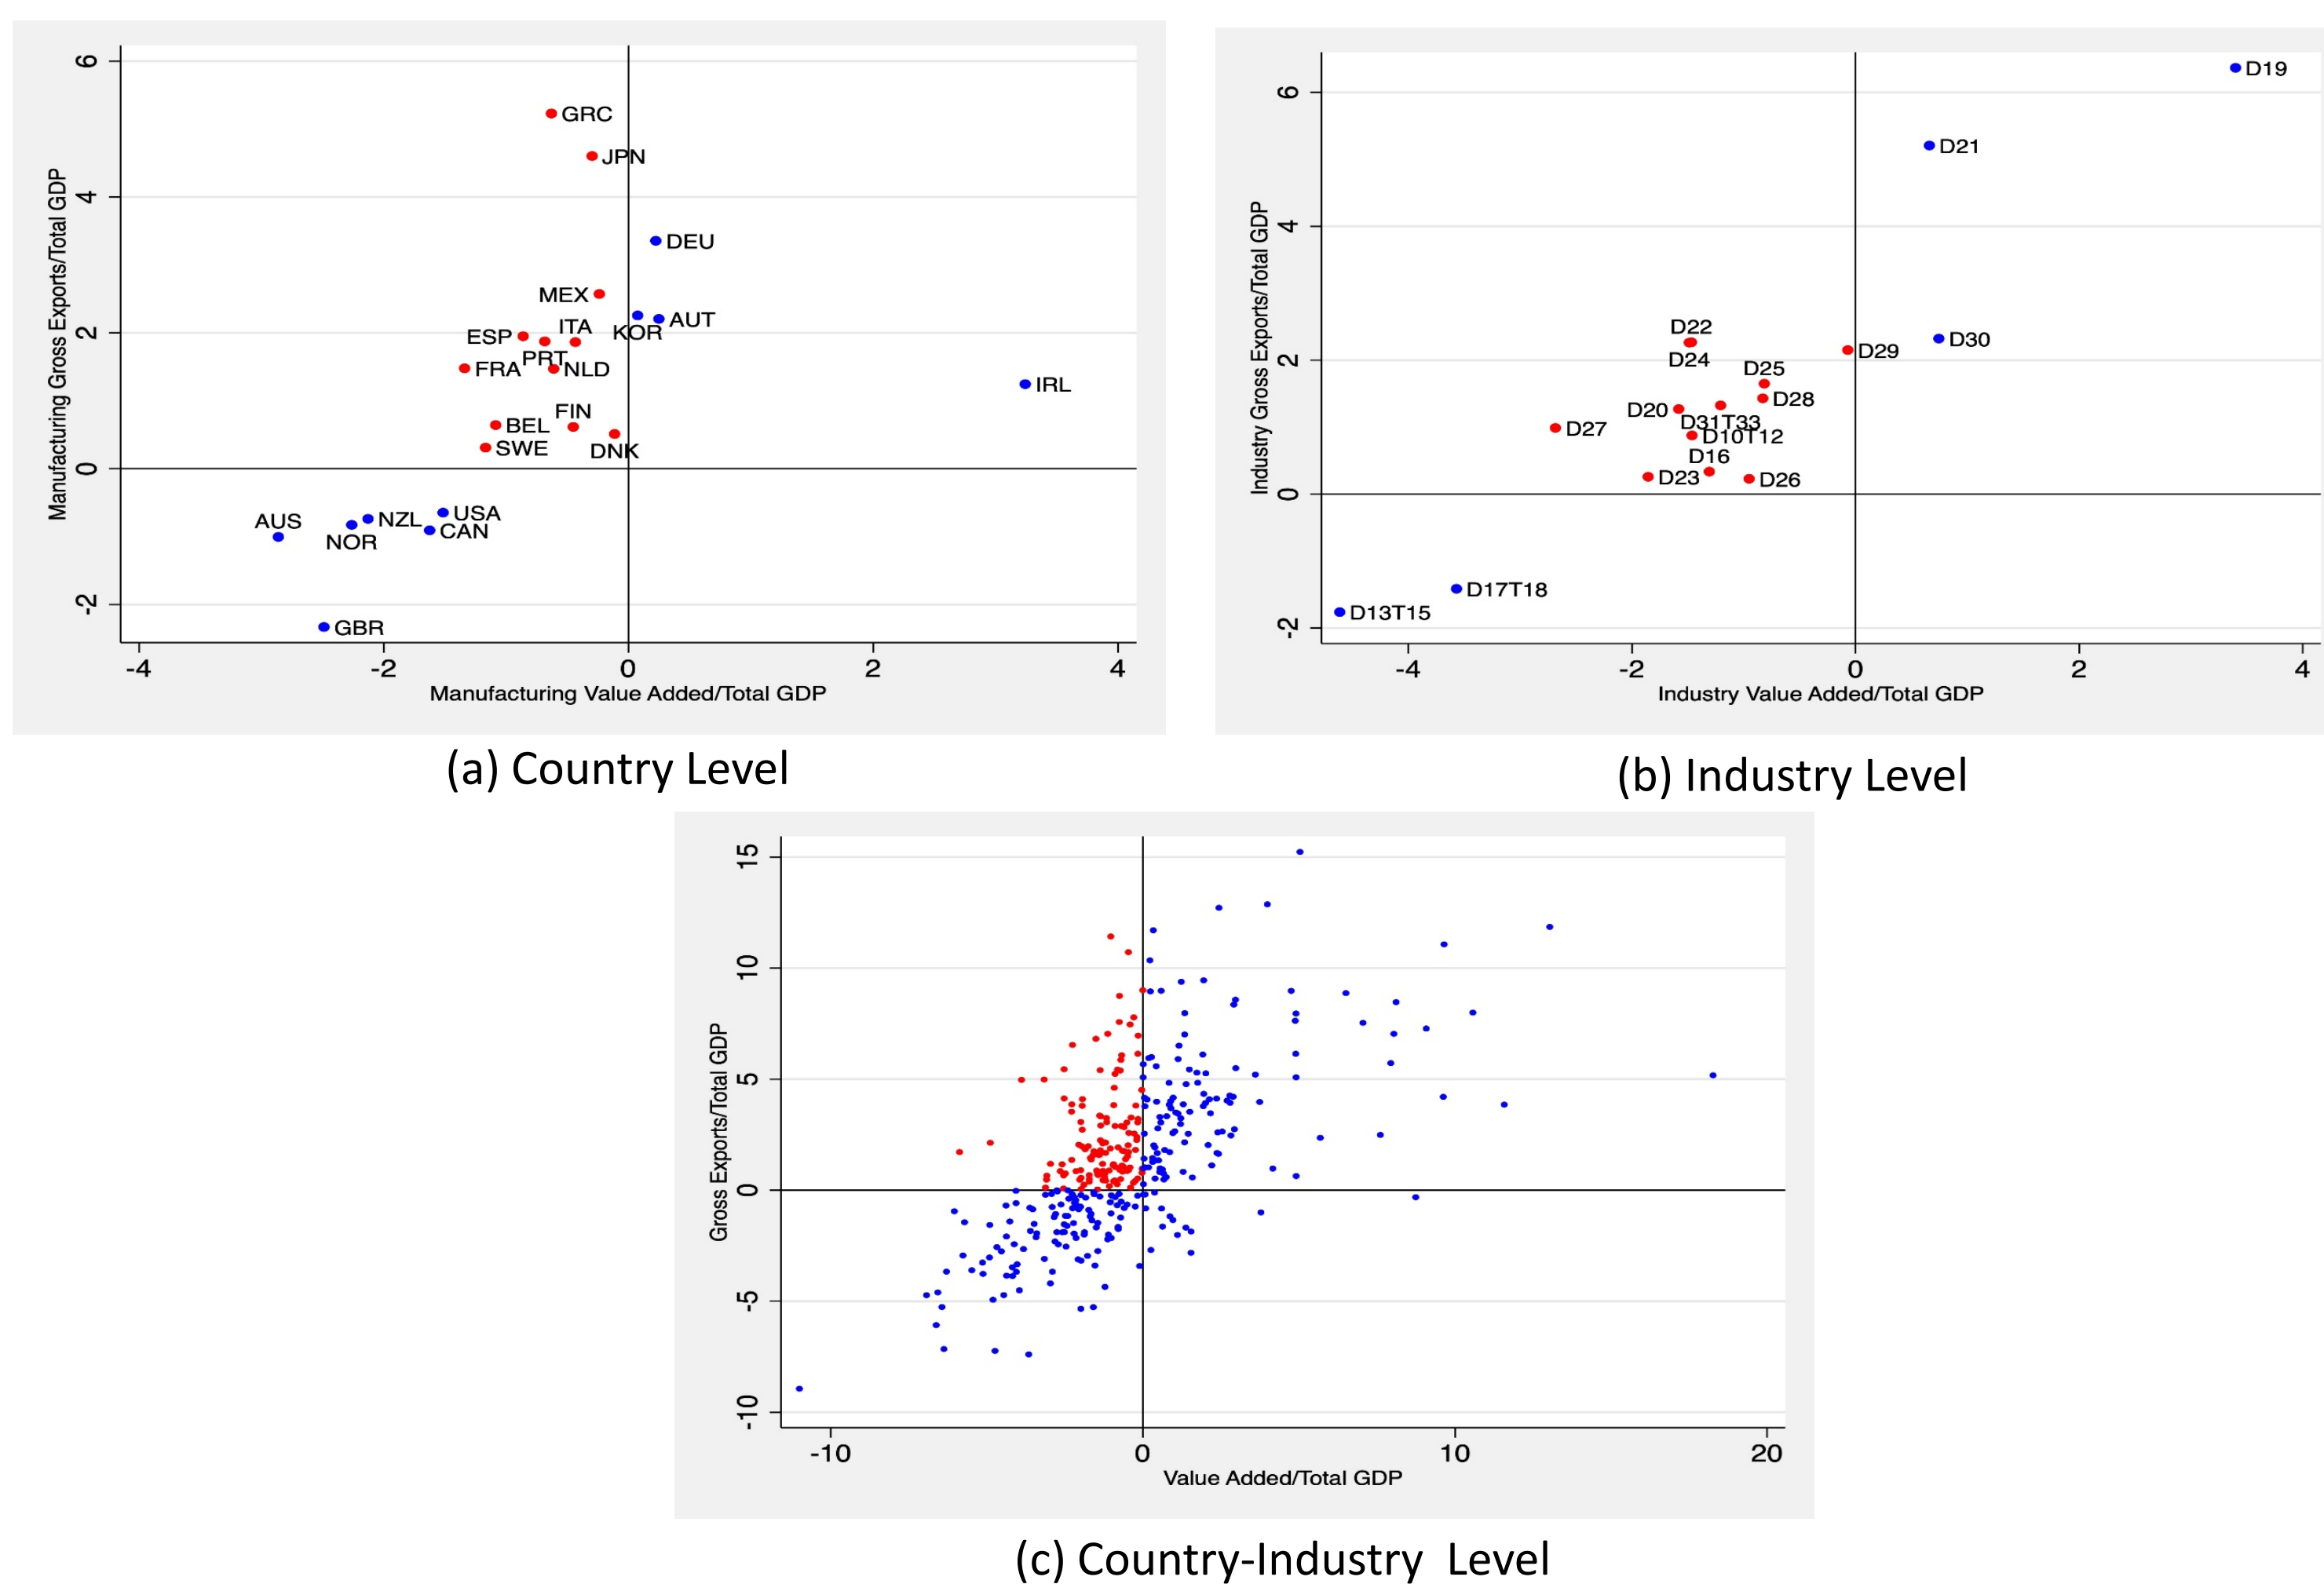 6
4
2
0
-2
Manufacturing Gross Exports/Total GDP
GRC
JPN
DEU
MEX
ITA
KOR
AUT
ESP
PRT
FRA
NLD
IRL
FIN
BEL
SWE
DNK
AUS
NZL
USA
NOR
CAN
GBR
-4 -2 0 2 4
Manufacturing Value Added/Total GDP
(a) Country Level
6
4
2
0
-2
Industry Gross Exports/Total GDP
D19
D21
D22
D24
D29
D30
D25
D28
D20
D31T33
D27
D10T12
D16
D23
D26
D17T18
D13T15
-4 -2 0 2 4
Industry Value Added/Total GDP
(b) Industry Level
15
10
5
0
-5
-10
Gross Exports/Total GDP
-10 0 10 20
Value Added/Total GDP
(c) Country-Industry Level